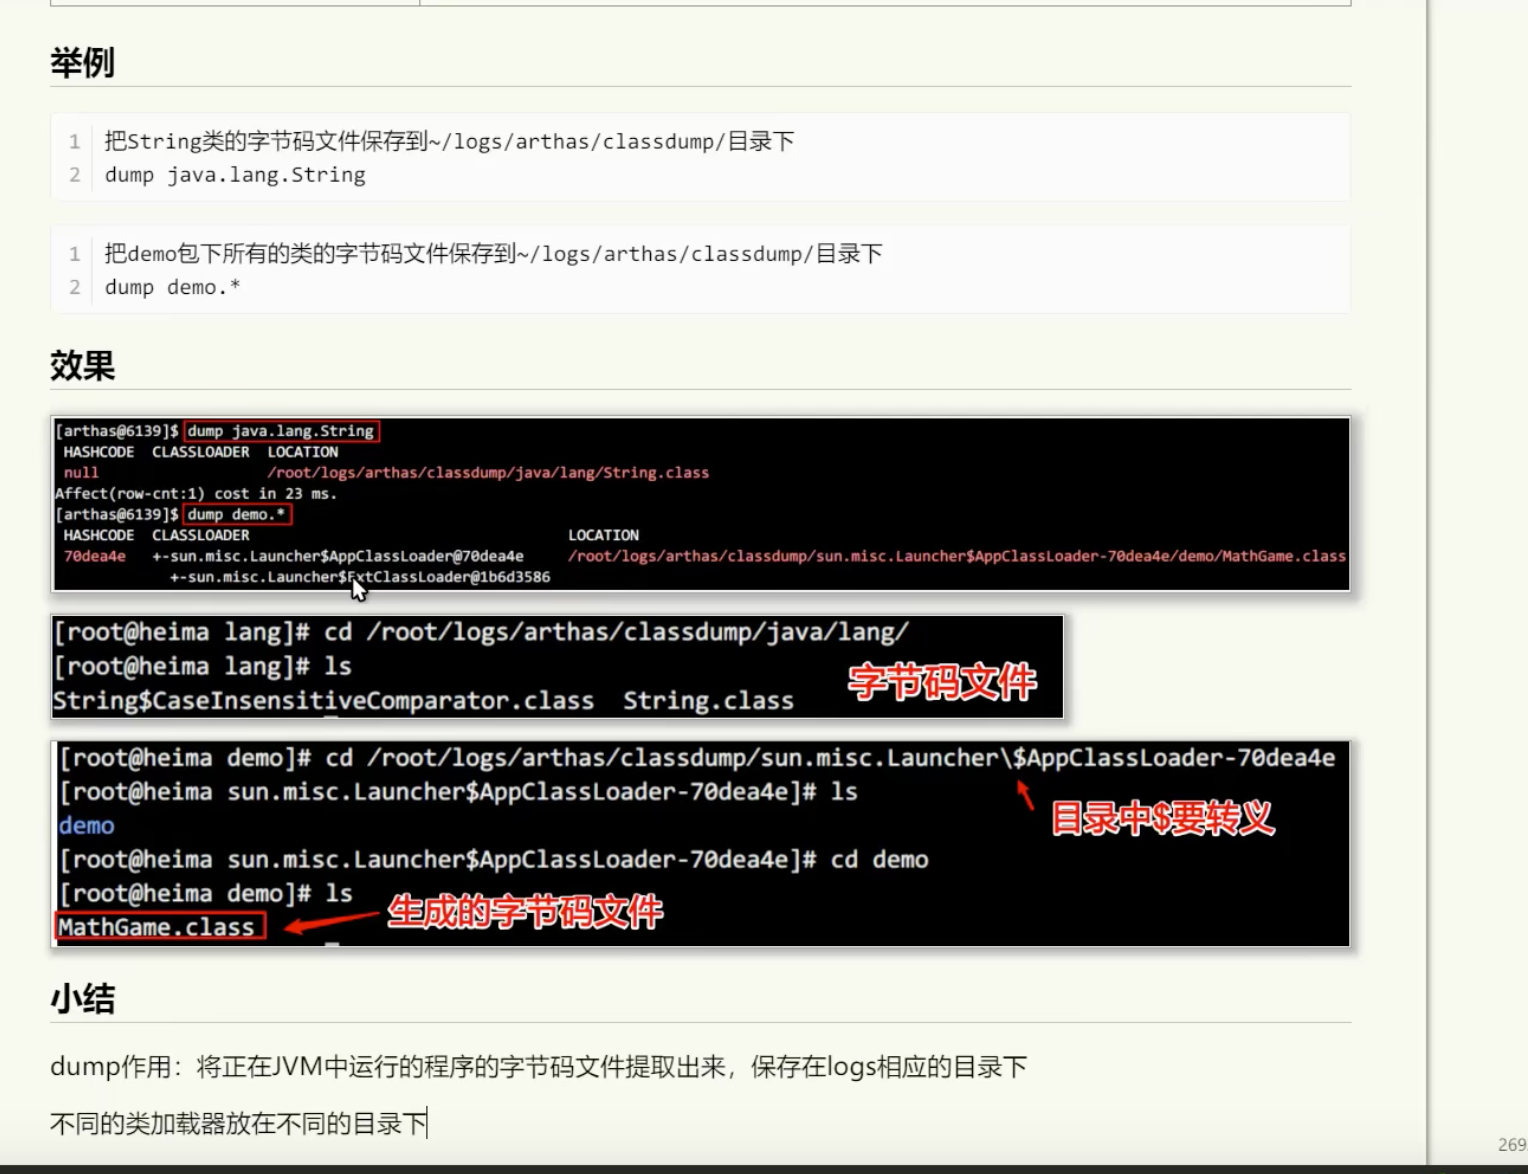 举例
1 把String类的字节码文件保存到~/logs/arthas/classdump/目录下
2 dump java.lang.String
1 把demo包下所有的类的字节码文件保存到~/logs/arthas/classdump/目录下
2 dump demo.*
效果
[arthas@6139]$ dump java.lang.String
HASHCODE CLASSLOADER LOCATION
null /root/logs/arthas/classdump/java/lang/String.class
Affect(row-cnt:1) cost in 23 ms.
[arthas@6139]$ dump demo.*
HASHCODE CLASSLOADER LOCATION
70dea4e +-sun.misc.Launcher$AppClassLoader@70dea4e /root/logs/arthas/classdump/sun.misc.Launcher$AppClassLoader-70dea4e/demo/MathGame.class
+-sun.misc.Launcher$ExtClassLoader@1b6d3586
[root@heima lang]# cd /root/logs/arthas/classdump/java/lang/
[root@heima lang]# ls
String$CaseInsensitiveComparator.class String.class
字节码文件
[root@heima demo]# cd /root/logs/arthas/classdump/sun.misc.Launcher\$AppClassLoader-70dea4e
[root@heima sun.misc.Launcher$AppClassLoader-70dea4e]# ls
目录中$要转义
demo
[root@heima sun.misc.Launcher$AppClassLoader-70dea4e]# cd demo
[root@heima demo]# ls
生成的字节码文件
MathGame.class
小结
dump作用：将正在JVM中运行的程序的字节码文件提取出来，保存在logs相应的目录下
不同的类加载器放在不同的目录下